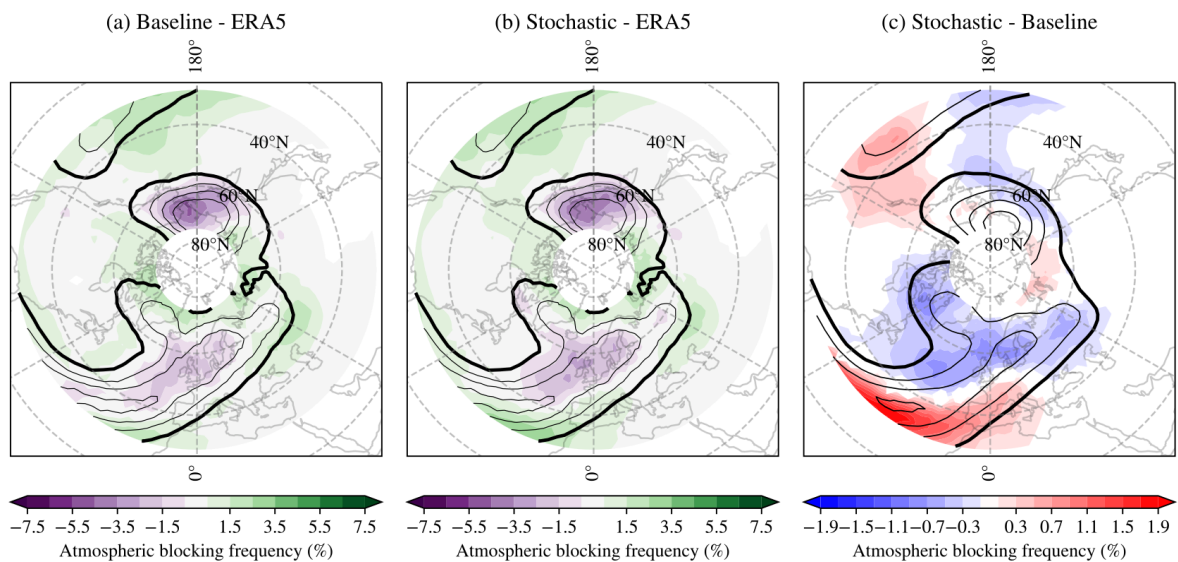 (a) Baseline - ERA5
(b) Stochastic - ERA5
(c) Stochastic - Baseline
180°
180°
180°
40°N
60°N
80°N
40°N
60°N
80°N
40°N
60°N
80°N
0°
0°
0°
−7.5 −5.5 −3.5 −1.5 1.5 3.5 5.5 7.5
−7.5 −5.5 −3.5 −1.5 1.5 3.5 5.5 7.5
−1.9 −1.5 −1.1 −0.7 −0.3 0.3 0.7 1.1 1.5 1.9
Atmospheric blocking frequency (%)
Atmospheric blocking frequency (%)
Atmospheric blocking frequency (%)